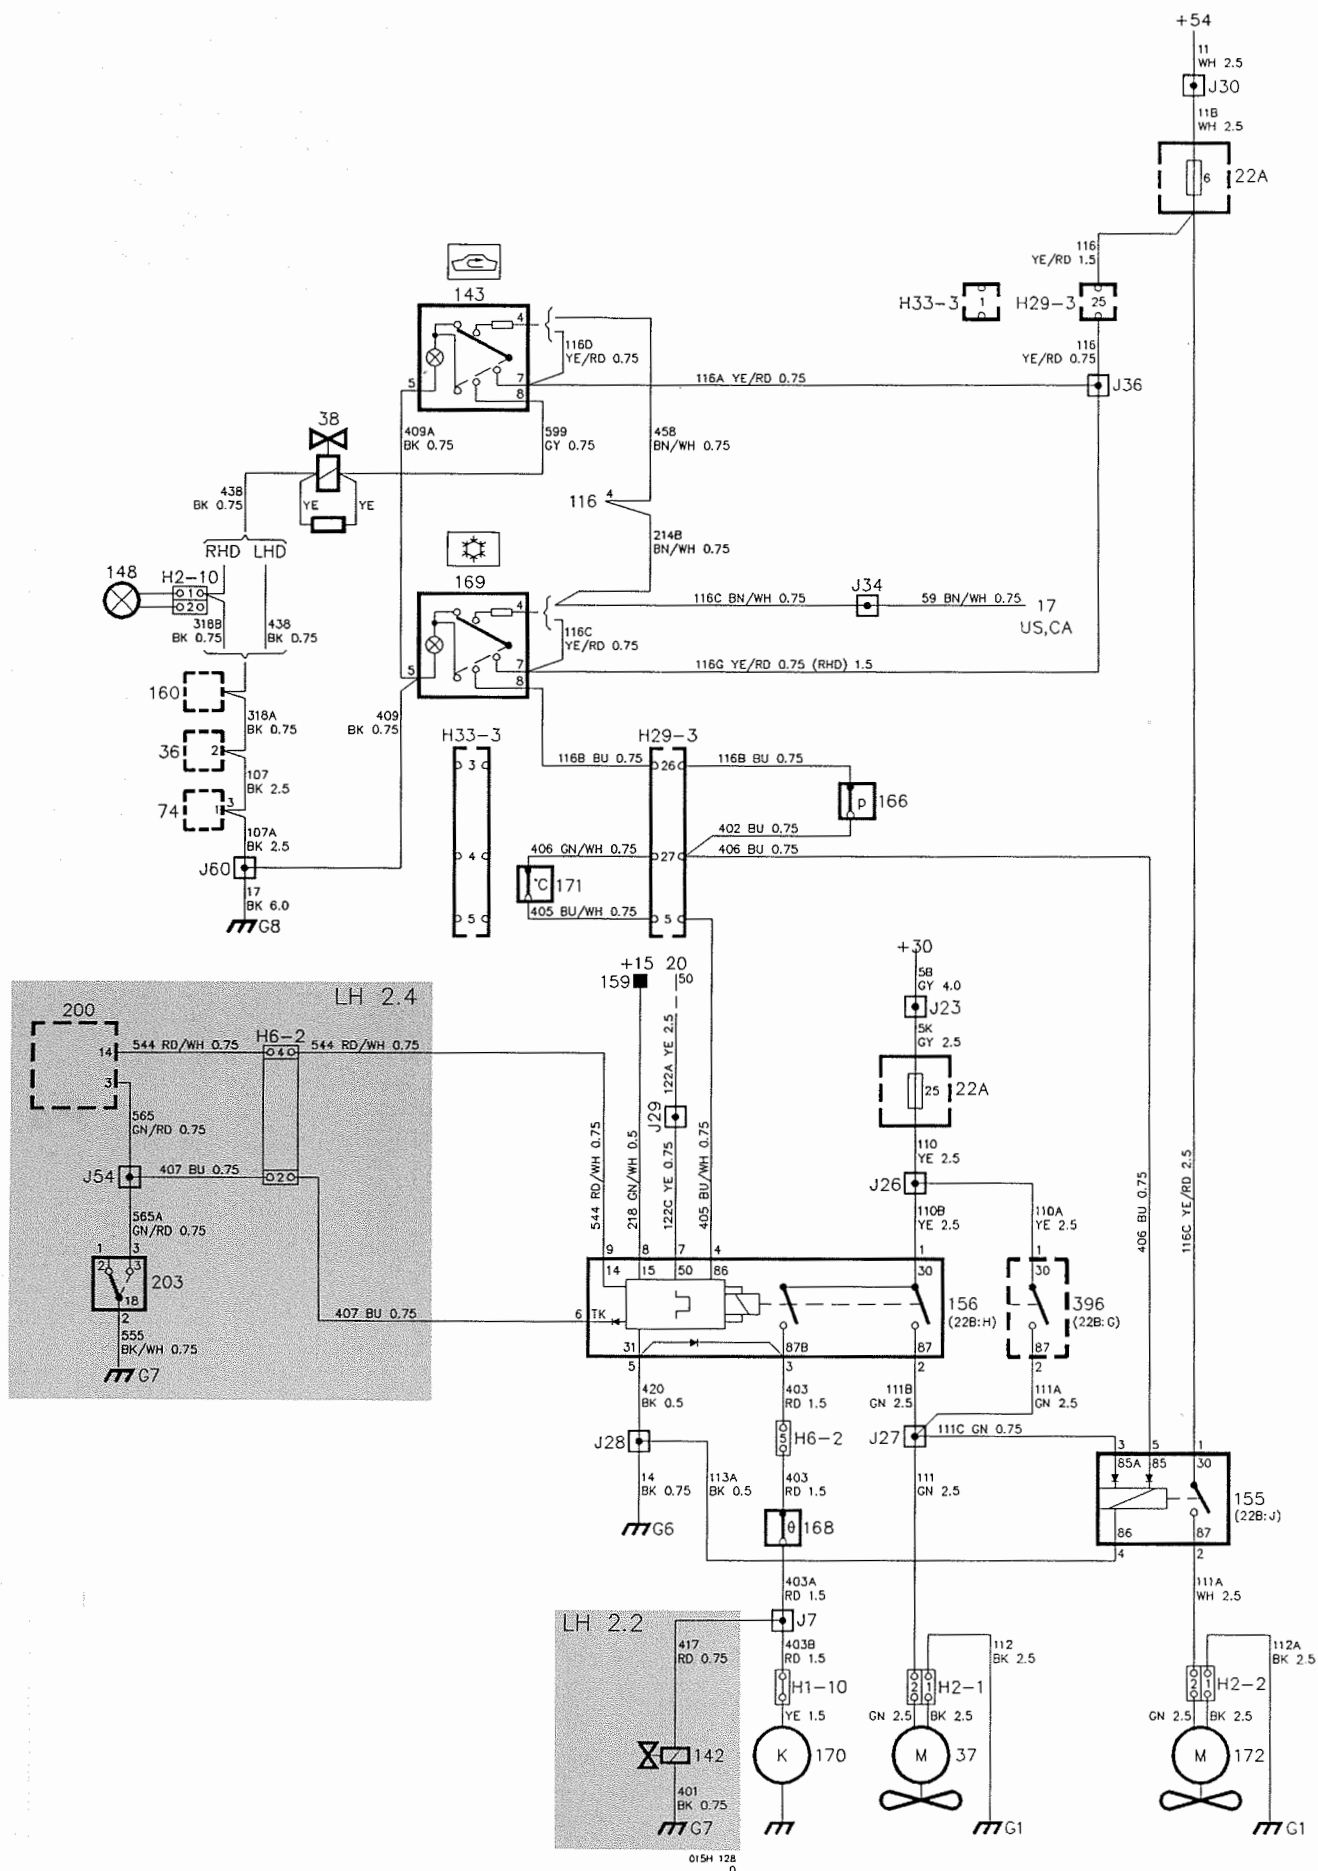 +54
11
WH 2.5
J30
11B
WH 2.5
6
22A
116
YE/RD 1.5
H33-3
1
H29-3
25
116
YE/RD 0.75
J36
143
4
116D
YE/RD 0.75
5
7
8
116A YE/RD 0.75
38
409A
BK 0.75
599
GY 0.75
458
BN/WH 0.75
438
BK 0.75
YE
YE
116
4
214B
BN/WH 0.75
RHD
LHD
148
H2-10
1
2
169
4
116C BN/WH 0.75
J34
59 BN/WH 0.75
17
US,CA
318B
BK 0.75
438
BK 0.75
116C
YE/RD 0.75
5
7
8
116G YE/RD 0.75 (RHD) 1.5
160
318A
BK 0.75
409
BK 0.75
36
2
H33-3
H29-3
3
116B BU 0.75
26
116B BU 0.75
107
BK 2.5
74
1
3
166
p
107A
BK 2.5
402 BU 0.75
4
406 GN/WH 0.75
27
406 BU 0.75
J60
°C
171
17
BK 6.0
G8
5
405 BU/WH 0.75
5
+15
20
159
50
+30
5B
GY 4.0
J23
5K
GY 2.5
LH 2.4
200
14
544 RD/WH 0.75
H6-2
4
544 RD/WH 0.75
3
122A YE 2.5
25
22A
565
GN/RD 0.75
J29
110
YE 2.5
J54
407 BU 0.75
2
544 RD/WH 0.75
218 GN/WH 0.5
122C YE 0.75
405 BU/WH 0.75
J26
406 BU 0.75
116C YE/RD 2.5
565A
GN/RD 0.75
110B
YE 2.5
110A
YE 2.5
1
3
2
3
203
18
2
9
8
7
4
1
1
14
15
50
86
30
30
156
(22B:H)
396
(22B:G)
407 BU 0.75
6
TK
555
BK/WH 0.75
31
87B
87
87
G7
5
3
2
2
420
BK 0.5
403
RD 1.5
111B
GN 2.5
111A
GN 2.5
J28
5
H6-2
J27
111C GN 0.75
3
5
1
85A
85
30
14
BK 0.75
113A
BK 0.5
403
RD 1.5
111
GN 2.5
155
(22B:J)
G6
θ
168
86
87
4
2
403A
RD 1.5
111A
WH 2.5
LH 2.2
J7
417
RD 0.75
403B
RD 1.5
112
BK 2.5
112A
BK 2.5
1
H1-10
2
1
H2-1
2
1
H2-2
YE 1.5
GN 2.5
BK 2.5
GN 2.5
BK 2.5
142
K
170
M
37
M
172
401
BK 0.75
G7
G1
G1
015H 128
0